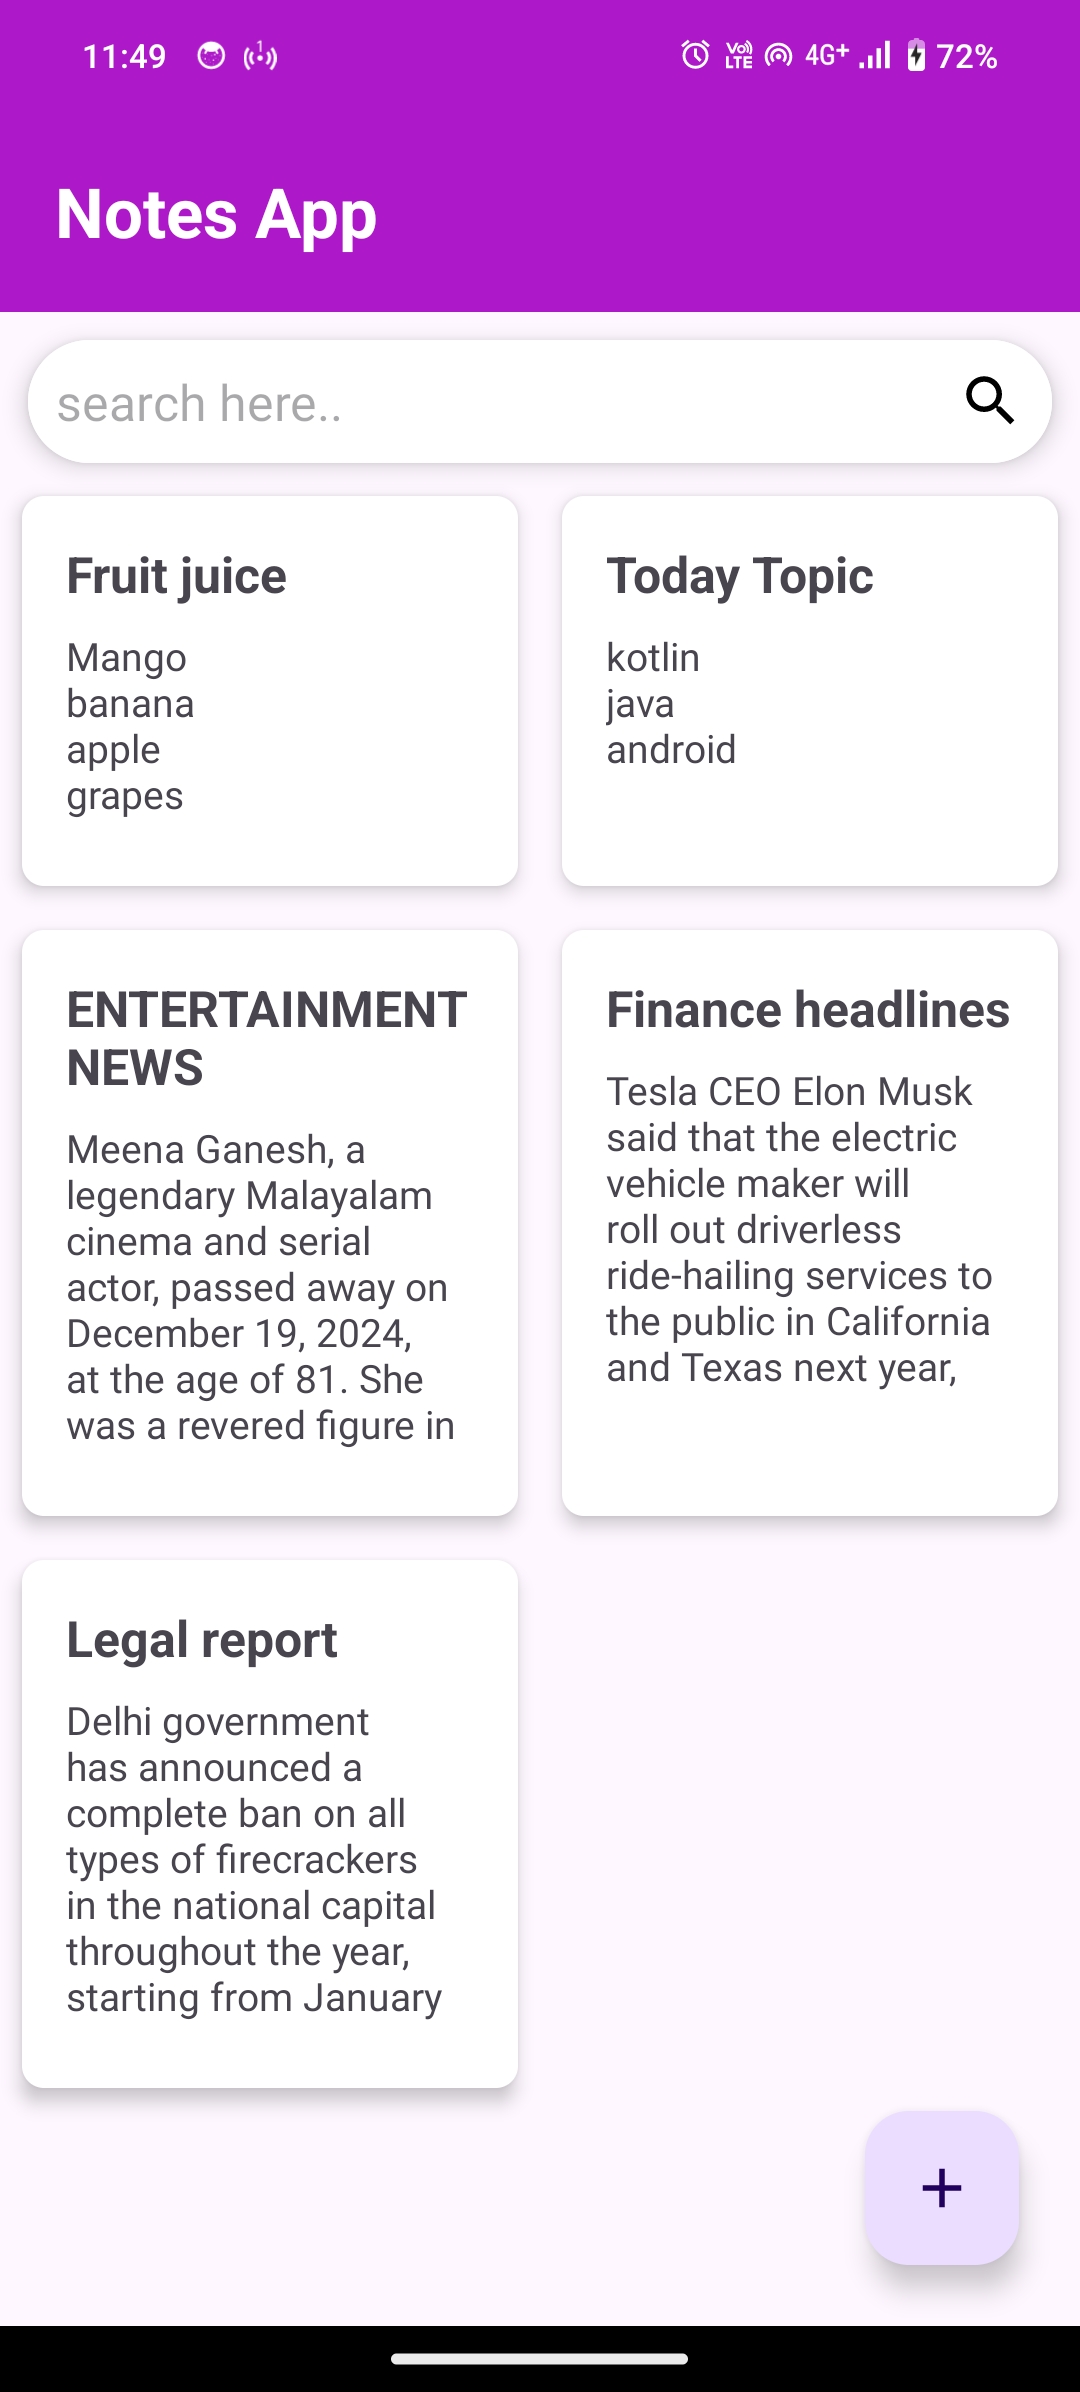 11:49
1
Vo) LTE 4G+ 72%
Notes App
search here..
Fruit juice
Mango
banana
apple
grapes
Today Topic
kotlin
java
android
ENTERTAINMENT
NEWS
Meena Ganesh, a
legendary Malayalam
cinema and serial
actor, passed away on
December 19, 2024,
at the age of 81. She
was a revered figure in
Finance headlines
Tesla CEO Elon Musk
said that the electric
vehicle maker will
roll out driverless
ride-hailing services to
the public in California
and Texas next year,
Legal report
Delhi government
has announced a
complete ban on all
types of firecrackers
in the national capital
throughout the year,
starting from January